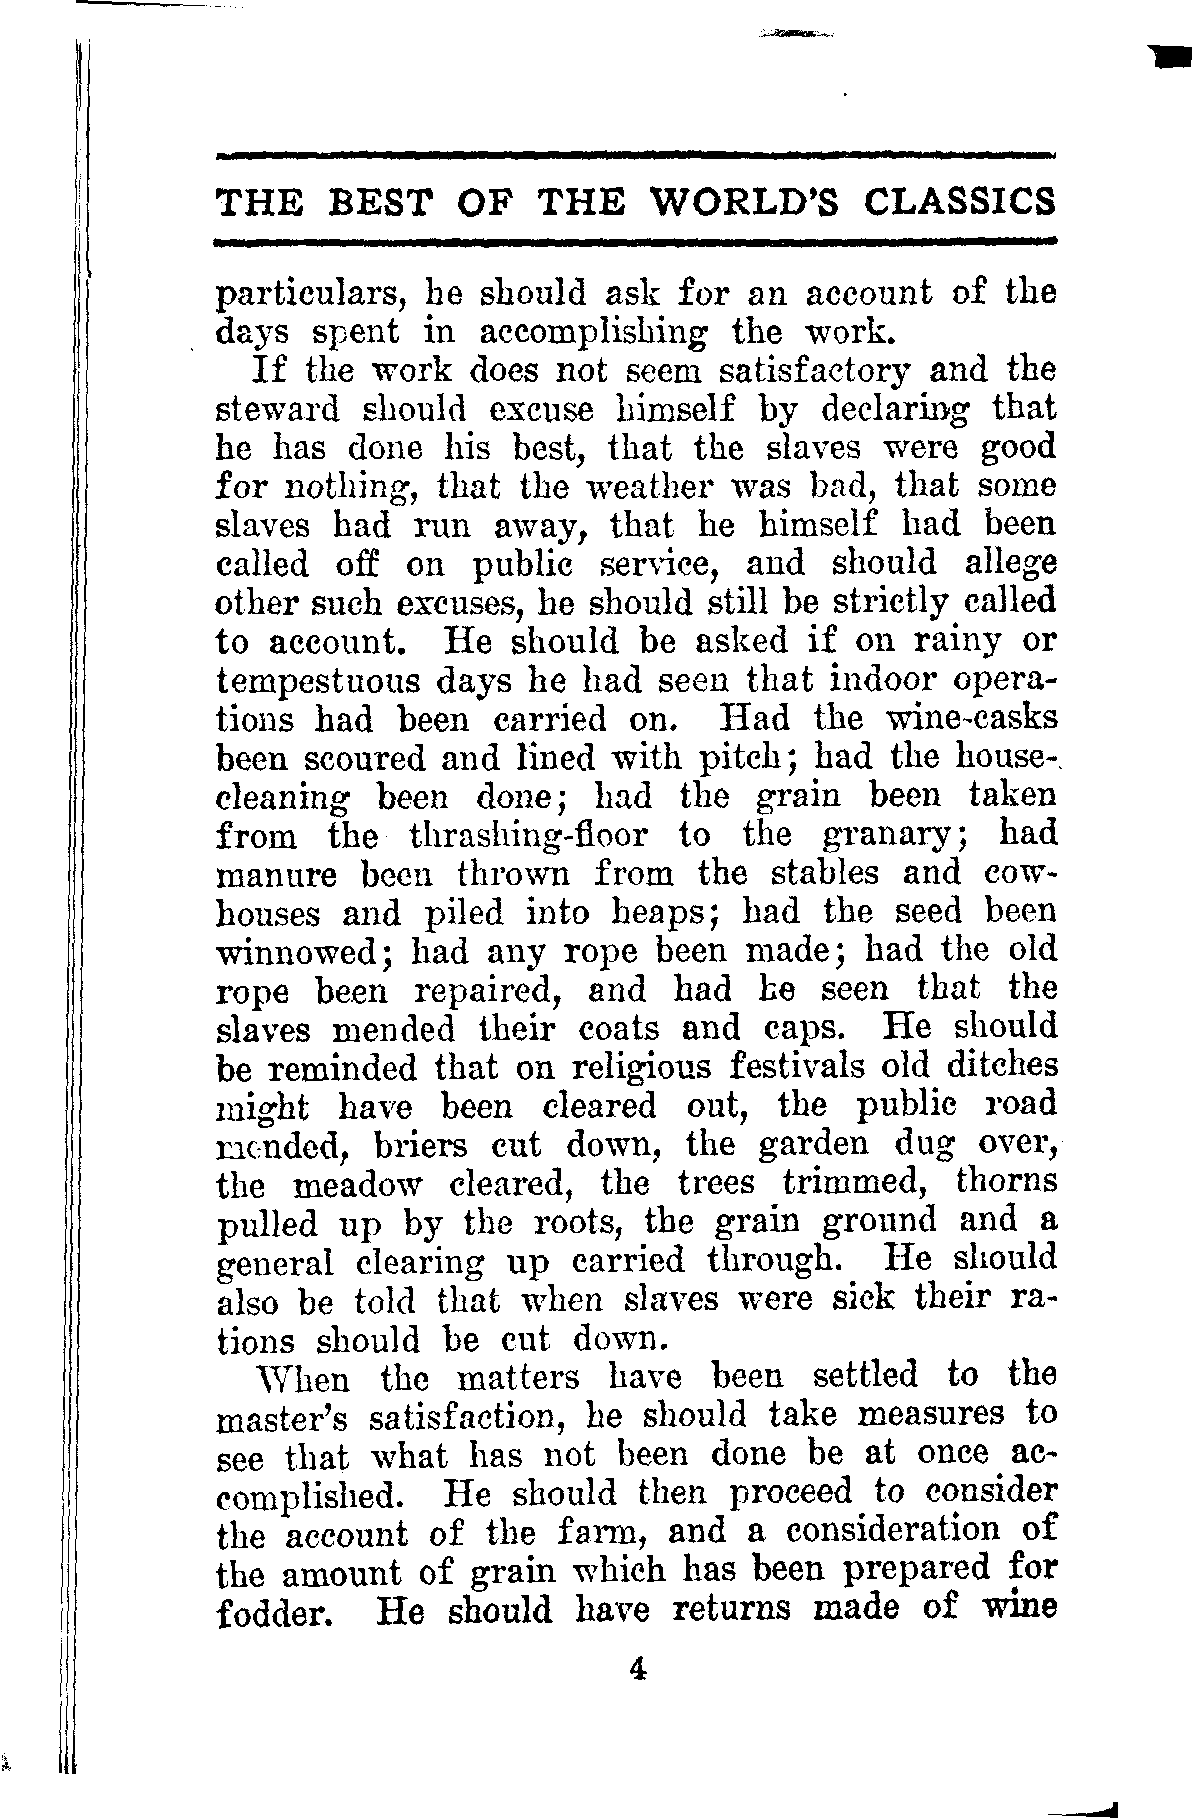 THE BEST OF THE WORLD'S CLASSICS
particulars, he should ask for an account of the
days spent in accomplishing the work.
If the work does not seem satisfactory and the
steward should excuse himself by declaring that
he has done his best, that the slaves were good
for nothing, that the weather was bad, that some
slaves had run away, that he himself had been
called off on public service, and should allege
other such excuses, he should still be strictly called
to account. He should be asked if on rainy or
tempestuous days he had seen that indoor opera-
tions had been carried on. Had the wine-casks
been scoured and lined with pitch; had the house-
cleaning been done; had the grain been taken
from the thrashing-floor to the granary; had
manure been thrown from the stables and cow-
houses and piled into heaps; had the seed been
winnowed; had any rope been made; had the old
rope been repaired, and had he seen that the
slaves mended their coats and caps. He should
be reminded that on religious festivals old ditches
might have been cleared out, the public road
mended, briers cut down, the garden dug over,
the meadow cleared, the trees trimmed, thorns
pulled up by the roots, the grain ground and a
general clearing up carried through. He should
also be told that when slaves were sick their ra-
tions should be cut down.
When the matters have been settled to the
master's satisfaction, he should take measures to
see that what has not been done be at once ac-
complished. He should then proceed to consider
the account of the farm, and a consideration of
the amount of grain which has been prepared for
fodder. He should have returns made of wine
4